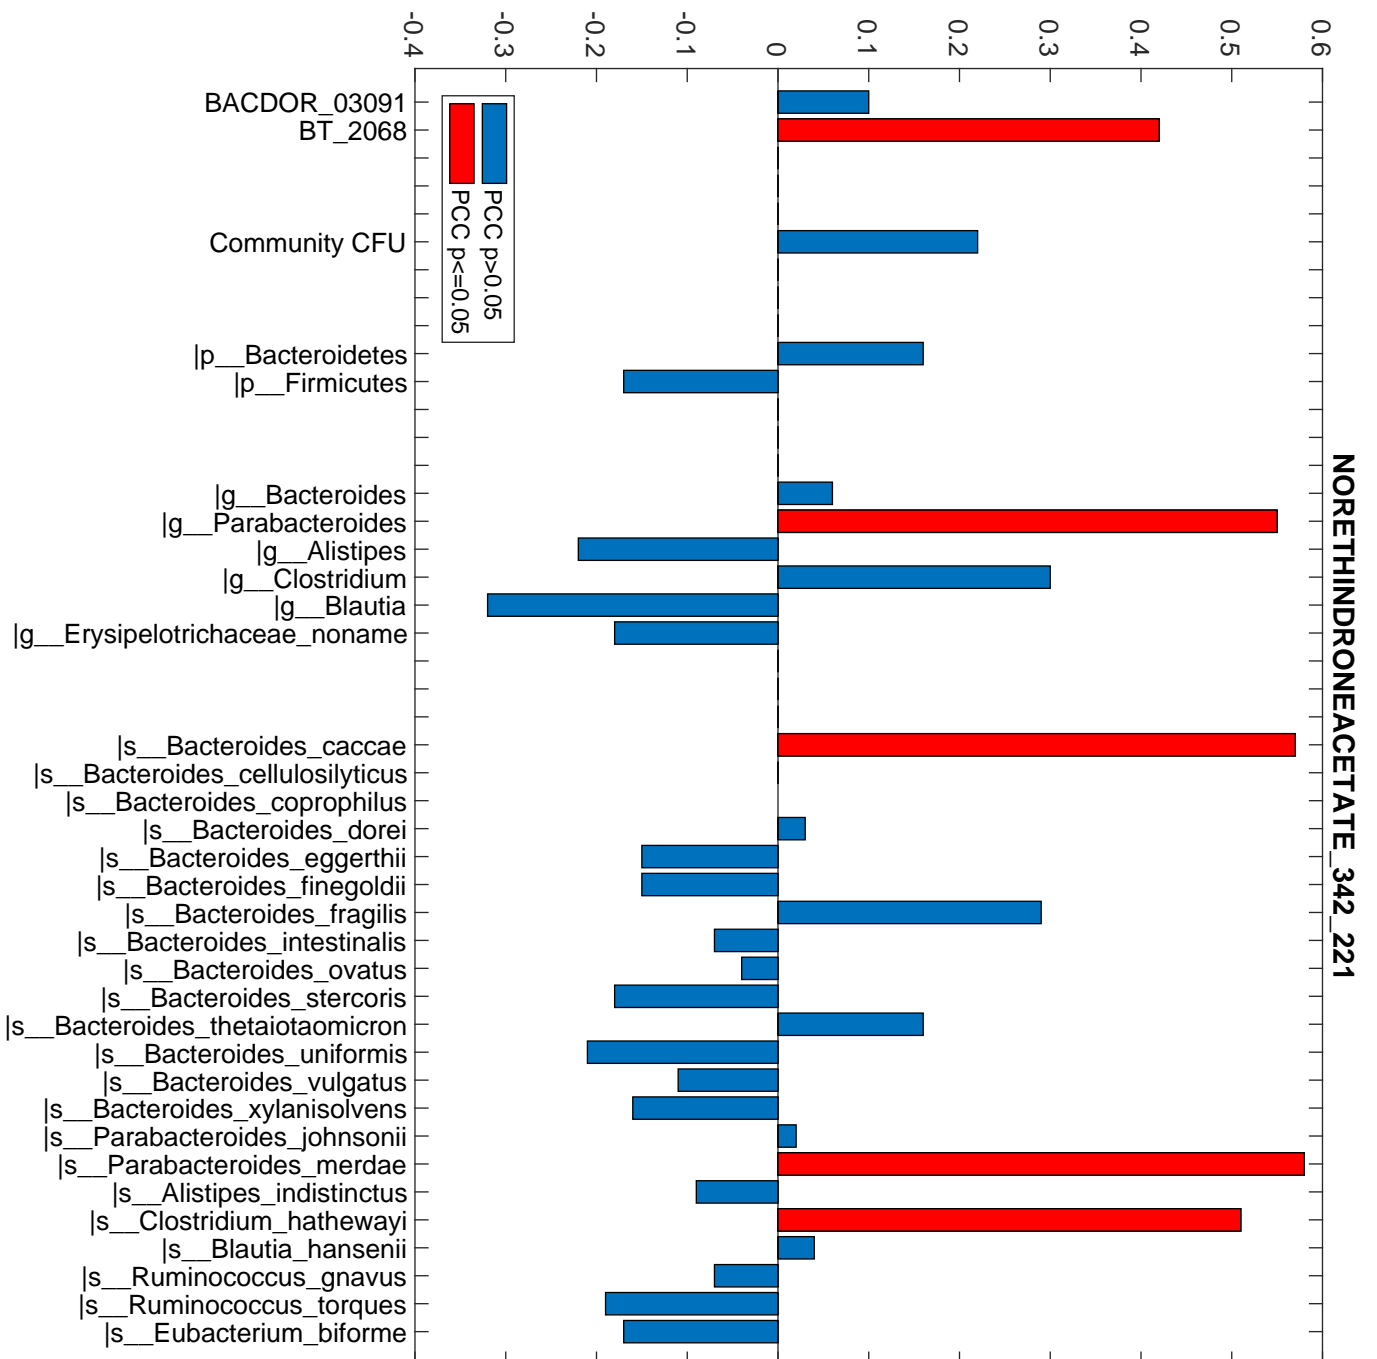 -0.4
-0.3
-0.2
-0.1
0
0.1
0.2
0.3
0.4
0.5
0.6
NORETHINDRONEACETATE_342_221
PCC p>0.05
PCC p<=0.05
BACDOR_03091
BT_2068
Community CFU
|p__Bacteroidetes
|p__Firmicutes
|g__Bacteroides
|g__Parabacteroides
|g__Alistipes
|g__Clostridium
|g__Blautia
|g__Erysipelotrichaceae_noname
|s__Bacteroides_caccae
|s__Bacteroides_cellulosilyticus
|s__Bacteroides_coprophilus
|s__Bacteroides_dorei
|s__Bacteroides_eggerthii
|s__Bacteroides_finegoldii
|s__Bacteroides_fragilis
|s__Bacteroides_intestinalis
|s__Bacteroides_ovatus
|s__Bacteroides_stercoris
|s__Bacteroides_thetaiotaomicron
|s__Bacteroides_uniformis
|s__Bacteroides_vulgatus
|s__Bacteroides_xylanisolvens
|s__Parabacteroides_johnsonii
|s__Parabacteroides_merdae
|s__Alistipes_indistinctus
|s__Clostridium_hathewayi
|s__Blautia_hansenii
|s__Ruminococcus_gnavus
|s__Ruminococcus_torques
|s__Eubacterium_biforme